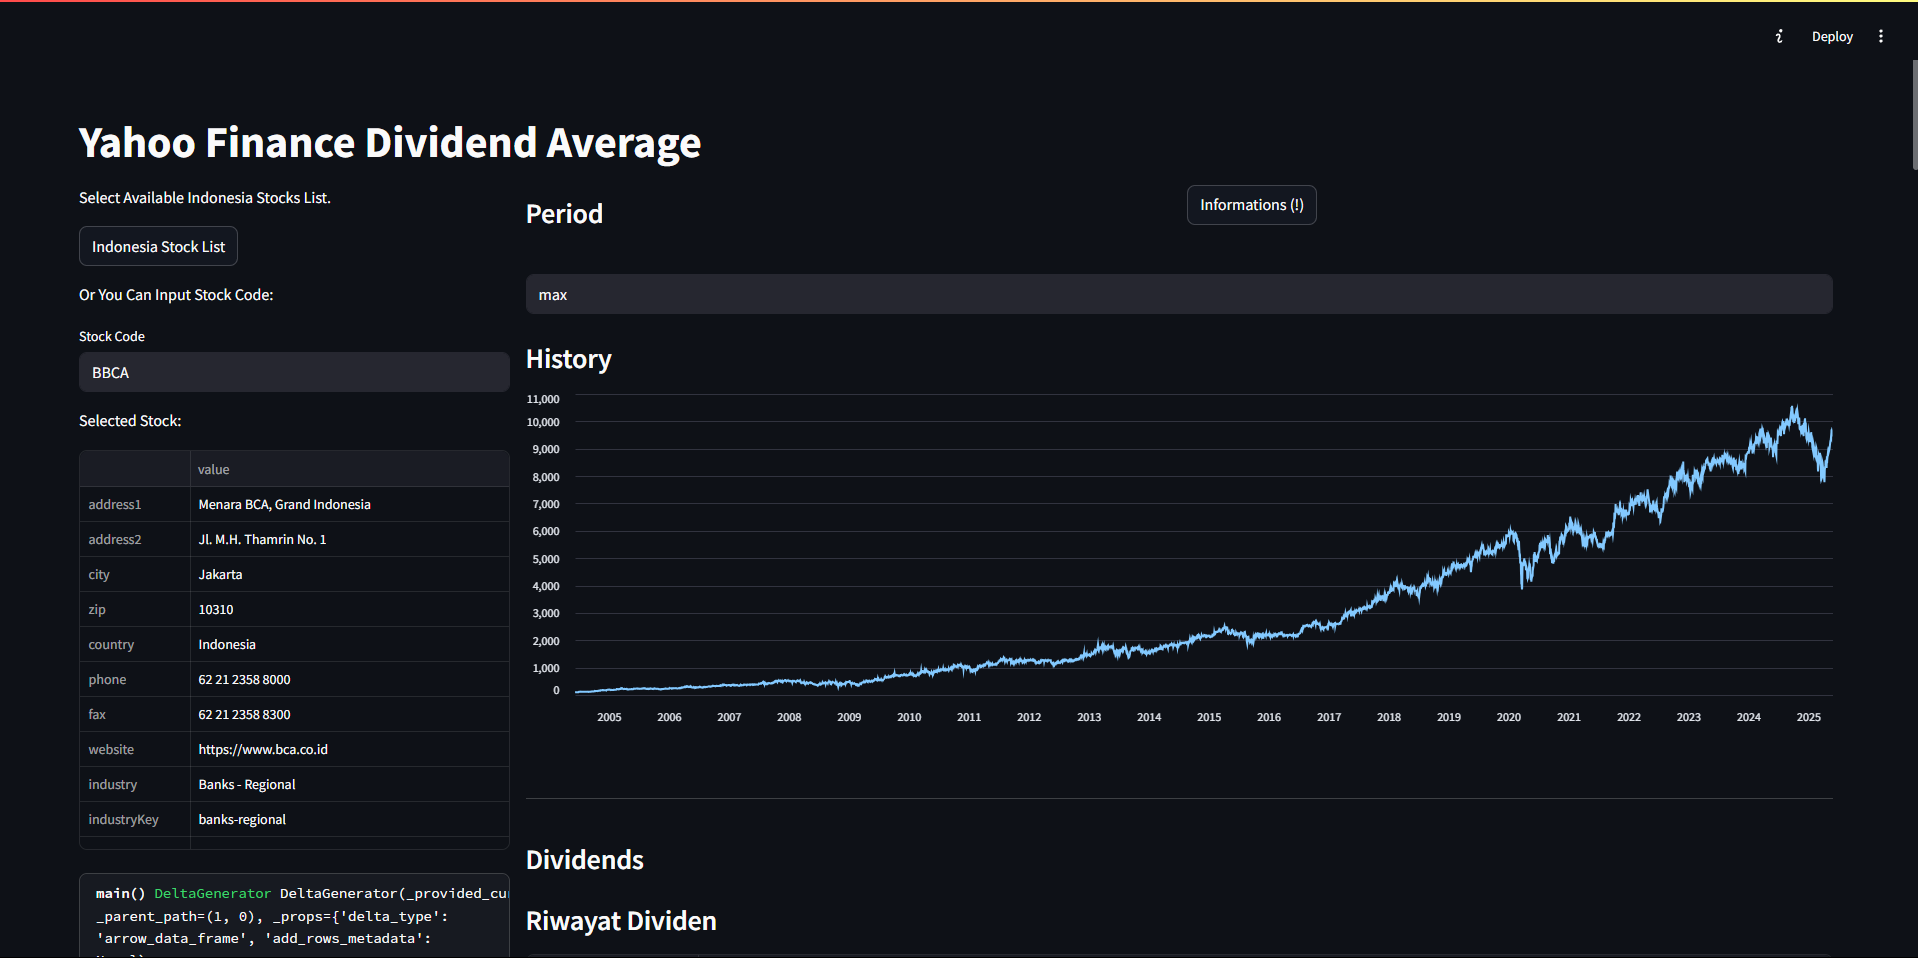 Deploy
Yahoo Finance Dividend Average
Select Available Indonesia Stocks List.
Indonesia Stock List
Or You Can Input Stock Code:
Stock Code
BBCA
Selected Stock:
value
address1 Menara BCA, Grand Indonesia
address2 Jl. M.H. Thamrin No. 1
city Jakarta
zip 10310
country Indonesia
phone 62 21 2358 8000
fax 62 21 2358 8300
website https://www.bca.co.id
industry Banks - Regional
industryKey banks-regional
main() DeltaGenerator DeltaGenerator(_provided_cu
_parent_path=(1, 0), _props={'delta_type':
'arrow_data_frame', 'add_rows_metadata':
Period
Informations (!)
max
History
11,000
10,000
9,000
8,000
7,000
6,000
5,000
4,000
3,000
2,000
1,000
0
2005 2006 2007 2008 2009 2010 2011 2012 2013 2014 2015 2016 2017 2018 2019 2020 2021 2022 2023 2024 2025
Dividends
Riwayat Dividen